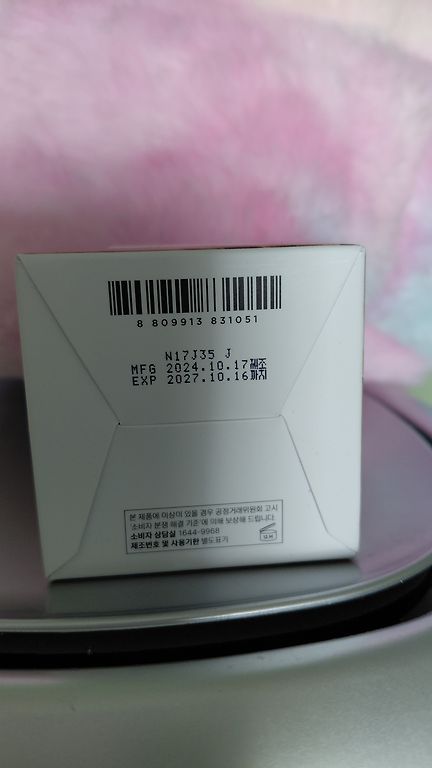 8 809913 831051
N17J35 J
MFG 2024.10.17제조
EXP 2027.10.16까지
본 제품에 이상이 있을 경우 공정거래위원회 고시
'소비자 분쟁 해결 기준'에 의해 보상해 드립니다.
소비자 상담실 1644-9968
제조번호 및 사용기한 별도표기
12 M